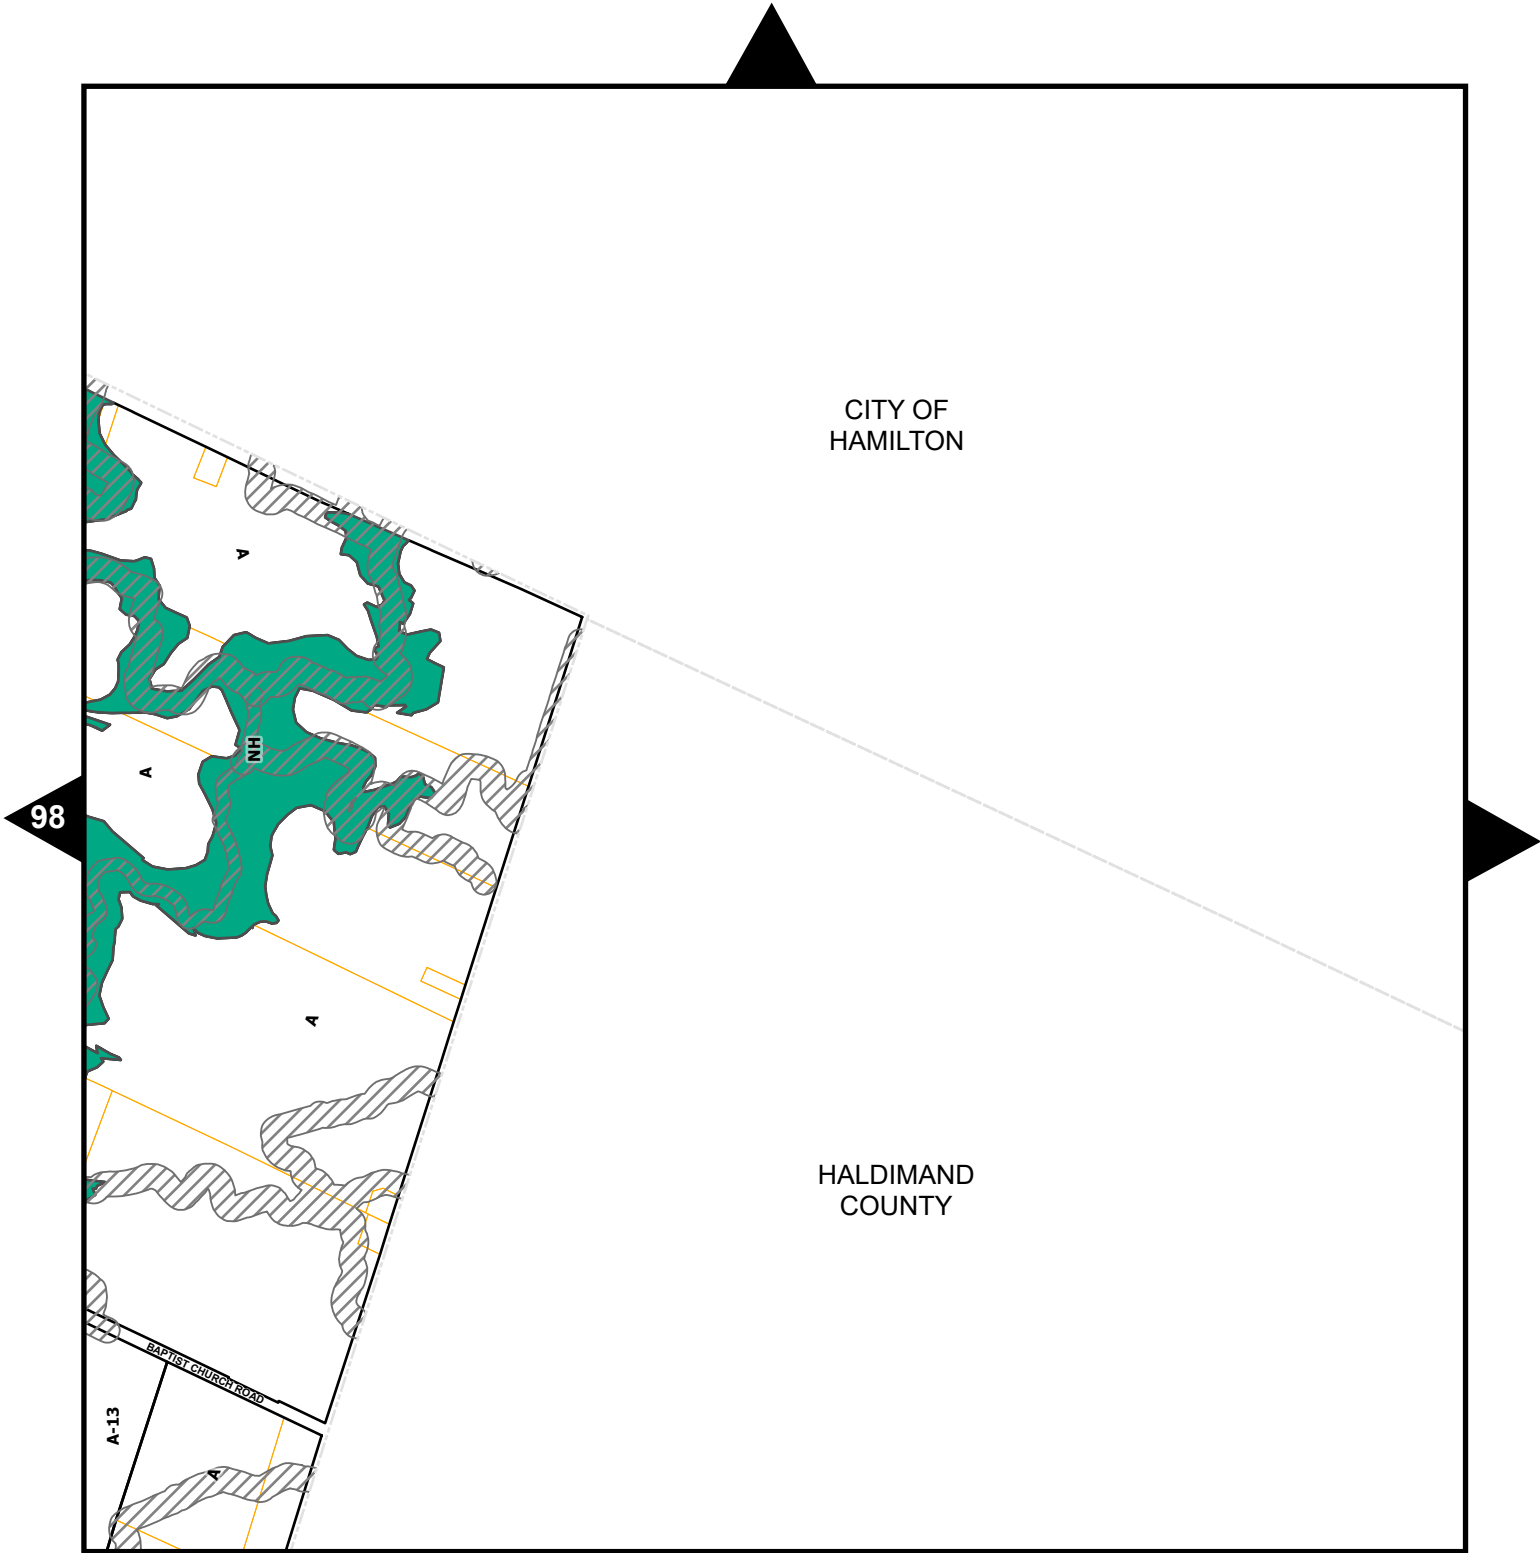 CITY OF
HAMILTON
A
NH
A
98
A
HALDIMAND
COUNTY
BAPTIST CHURCH ROAD
A-13
A